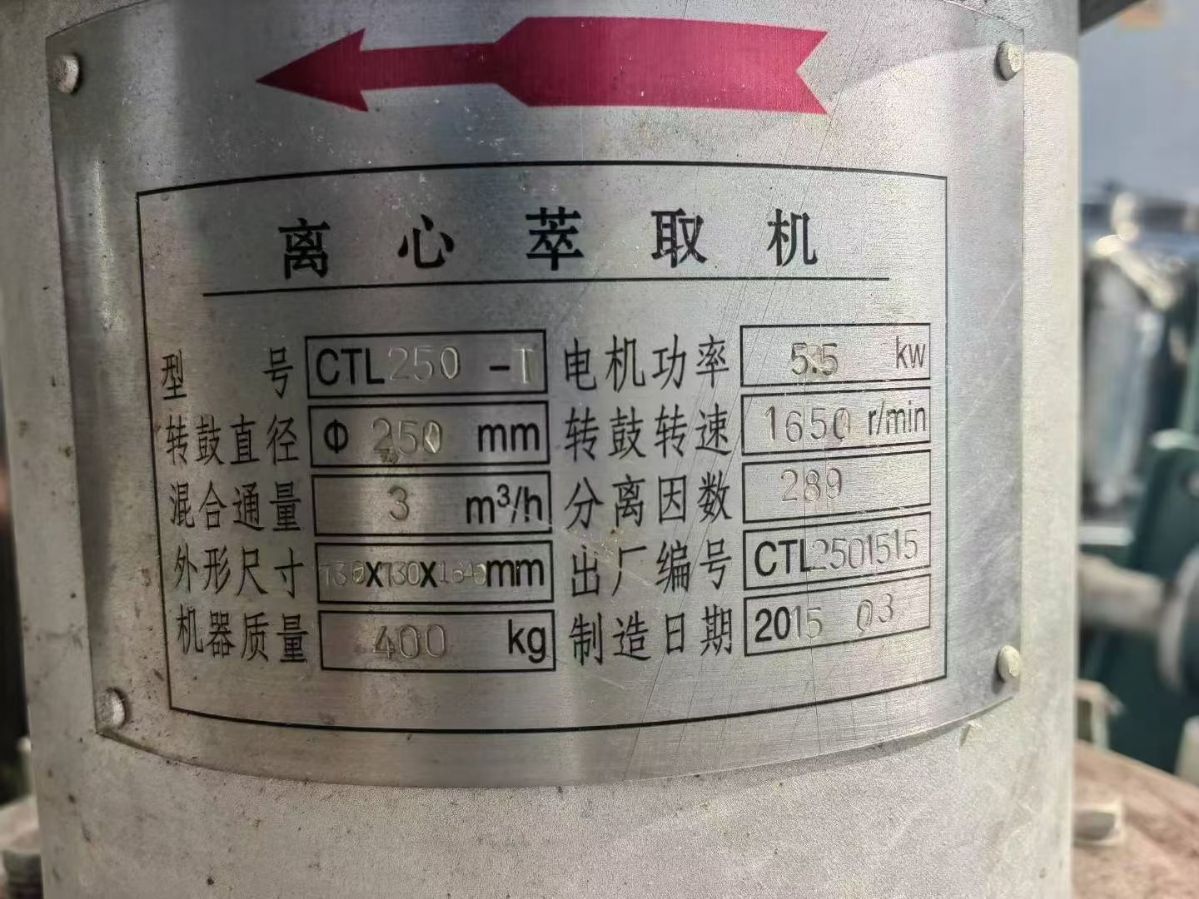 离心萃取机
型号 CTL250-T 电机功率 5.5 kw
转鼓直径 Φ 250 mm 转鼓转速 1650 r/min
混合通量 3 m³/h 分离因数 289
外形尺寸 730x730x1645mm 出厂编号 CTL2501515
机器质量 400 kg 制造日期 2015 03